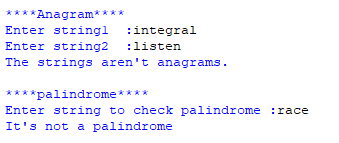 ****Anagram****
Enter string1  :integral
Enter string2  :listen
The strings aren't anagrams.

****palindrome****
Enter string to check palindrome :race
It's not a palindrome